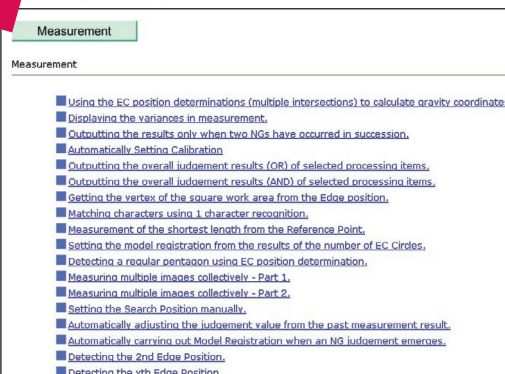 Measurement
Measurement
Using the EC position determinations (multiple intersections) to calculate gravity coordinate
Displaying the variances in measurement.
Outputting the results only when two NGs have occurred in succession.
Automatically Setting Calibration
Outputting the overall judgement results (OR) of selected processing items.
Outputting the overall judgement results (AND) of selected processing items.
Getting the vertex of the square work area from the Edge position.
Matching characters using 1 character recognition.
Measurement of the shortest length from the Reference Point.
Setting the model registration from the results of the number of EC Circles.
Detecting a regular pentagon using EC position determination.
Measuring multiple images collectively - Part 1.
Measuring multiple images collectively - Part 2.
Setting the Search Position manually.
Automatically adjusting the judgement value from the past measurement result.
Automatically carrying out Model Registration when an NG judgement emerges.
Detecting the 2nd Edge Position.
Detecting the xth Edge Position